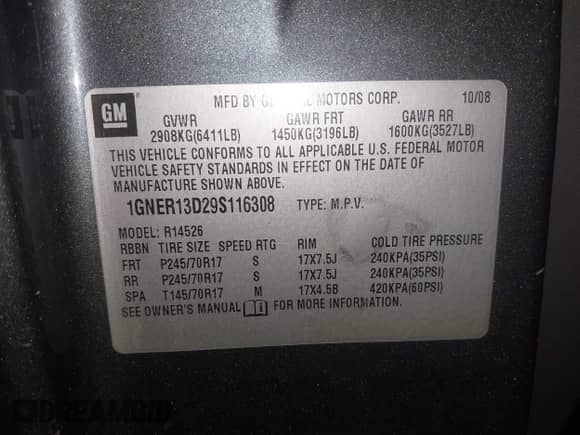 GM
MFD BY GENERAL MOTORS CORP. 10/08
GVWR GAWR FRT GAWR RR
2908KG(6411LB) 1450KG(3196LB) 1600KG(3527LB)
THIS VEHICLE CONFORMS TO ALL APPLICABLE U.S. FEDERAL MOTOR
VEHICLE SAFETY STANDARDS IN EFFECT ON THE DATE OF
MANUFACTURE SHOWN ABOVE.
1GNER13D29S116308 TYPE: M.P.V.
MODEL: R14526
RBBN TIRE SIZE SPEED RTG RIM COLD TIRE PRESSURE
FRT P245/70R17 S 17X7.5J 240KPA(35PSI)
RR P245/70R17 S 17X7.5J 240KPA(35PSI)
SPA T145/70R17 M 17X4.5B 420KPA(60PSI)
SEE OWNER'S MANUAL FOR MORE INFORMATION.
DREAMBID